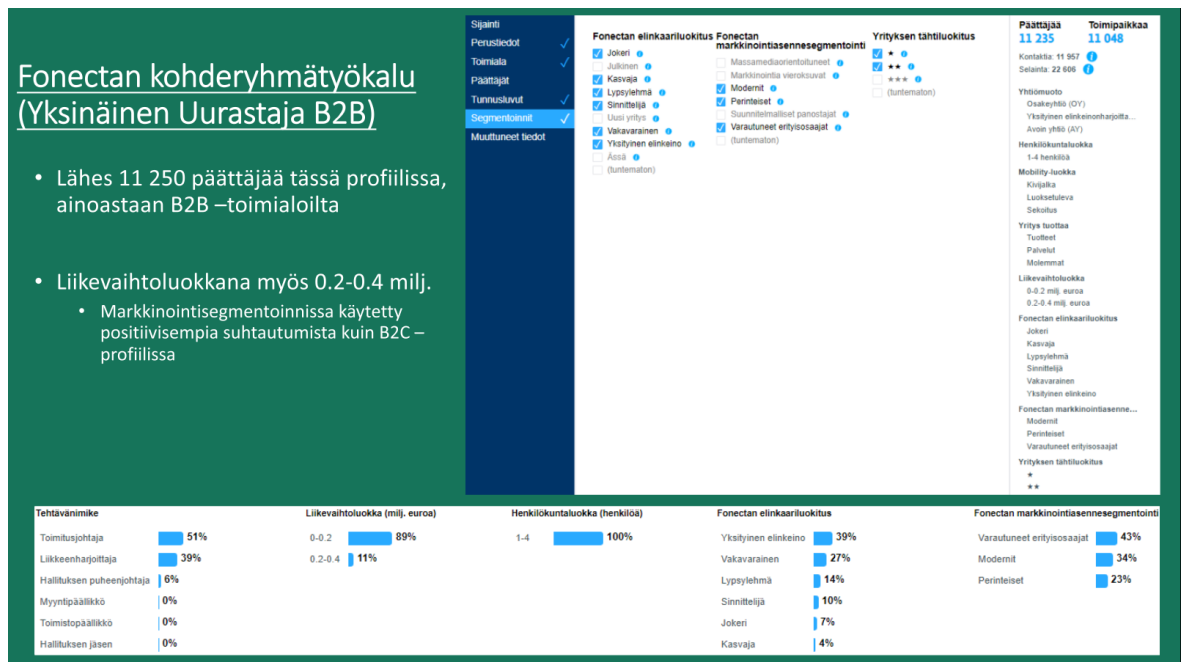 Fonectan kohderyhmätyökalu
(Yksinäinen Uurastaja B2B)
• Lähes 11 250 päättäjää tässä profiilissa,
ainoastaan B2B –toimialoilta
• Liikevaihtoluokkana myös 0.2-0.4 milj.
• Markkinointisegmentoinnissa käytetty
positiivisempia suhtautumista kuin B2C –
profiilissa
Sijainti
Perustiedot
Toimiala
Päättäjät
Tunnusluvut
Segmentoinnit
Muuttuneet tiedot
Fonectan elinkaariluokitus
Jokeri
Julkinen
Kasvaja
Lypsylehmä
Sinnittelijä
Uusi yritys
Vakavarainen
Yksityinen elinkeino
Ässä
(tuntematon)
Fonectan
markkinointiasennesegmentointi
Massamediaorientoituneet
Markkinointia vieroksuvat
Modernit
Perinteiset
Suunnitelmalliset panostajat
Varautuneet erityisosaajat
(tuntematon)
Yrityksen tähtiluokitus
★
★★
★★★
(tuntematon)
Päättäjää Toimipaikkaa
11 235 11 048
Kontaktia: 11 957
Selainta: 22 606
Yhtiömuoto
Osakeyhtiö (OY)
Yksityinen elinkeinonharjoitta...
Avoin yhtiö (AY)
Henkilökuntaluokka
1-4 henkilöä
Mobility-luokka
Kivijalka
Luoksetuleva
Sekoitus
Yritys tuottaa
Tuotteet
Palvelut
Molemmat
Liikevaihtoluokka
0-0.2 milj. euroa
0.2-0.4 milj. euroa
Fonectan elinkaariluokitus
Jokeri
Kasvaja
Lypsylehmä
Sinnittelijä
Vakavarainen
Yksityinen elinkeino
Fonectan markkinointiasenne...
Modernit
Perinteiset
Varautuneet erityisosaajat
Yrityksen tähtiluokitus
★
★★
Tehtävänimike
Toimitusjohtaja 51%
Liikkeenharjoittaja 39%
Hallituksen puheenjohtaja 6%
Myyntipäällikkö 0%
Toimistopäällikkö 0%
Hallituksen jäsen 0%
Liikevaihtoluokka (milj. euroa)
0-0.2 89%
0.2-0.4 11%
Henkilökuntaluokka (henkilöä)
1-4 100%
Fonectan elinkaariluokitus
Yksityinen elinkeino 39%
Vakavarainen 27%
Lypsylehmä 14%
Sinnittelijä 10%
Jokeri 7%
Kasvaja 4%
Fonectan markkinointiasennesegmentointi
Varautuneet erityisosaajat 43%
Modernit 34%
Perinteiset 23%